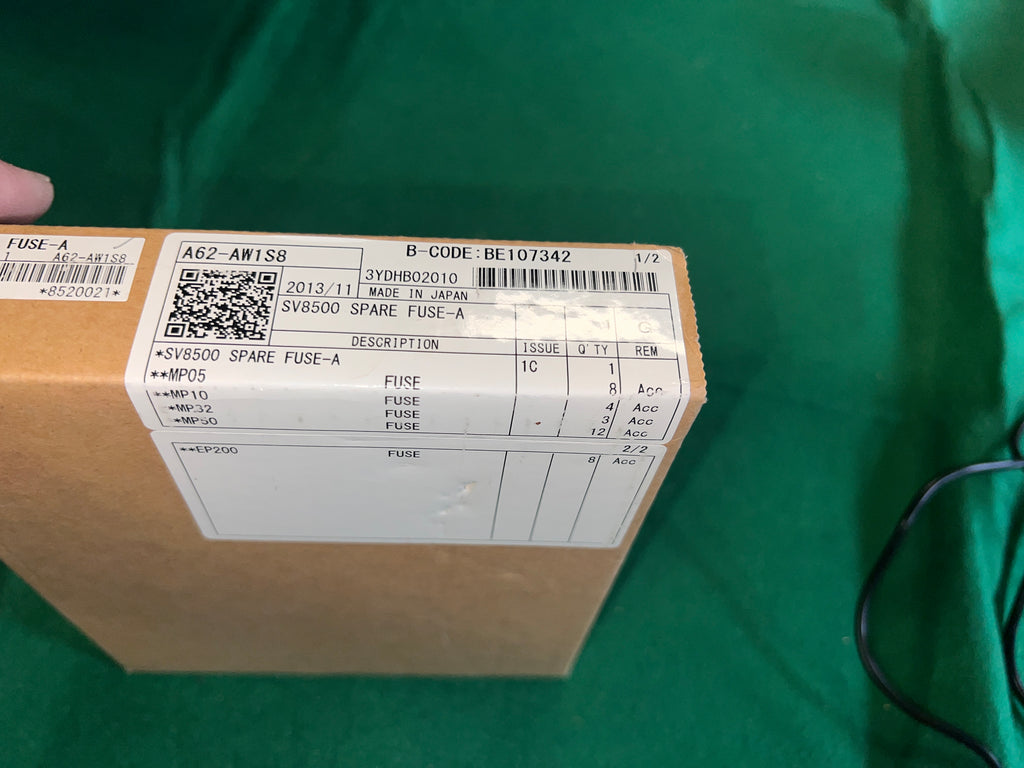 FUSE-A
1 A62-AW1S8
*8520021*
A62-AW1S8 B-CODE:BE107342 1/2
3YDHB02010
2013/11 MADE IN JAPAN
SV8500 SPARE FUSE-A G
DESCRIPTION ISSUE Q'TY REM
*SV8500 SPARE FUSE-A 1C 1
**MP05 FUSE 8 Acc
**MP10 FUSE 4 Acc
*MP32 FUSE 3 Acc
*MP50 FUSE 12 Acc
2/2
**EP200 FUSE 8 Acc